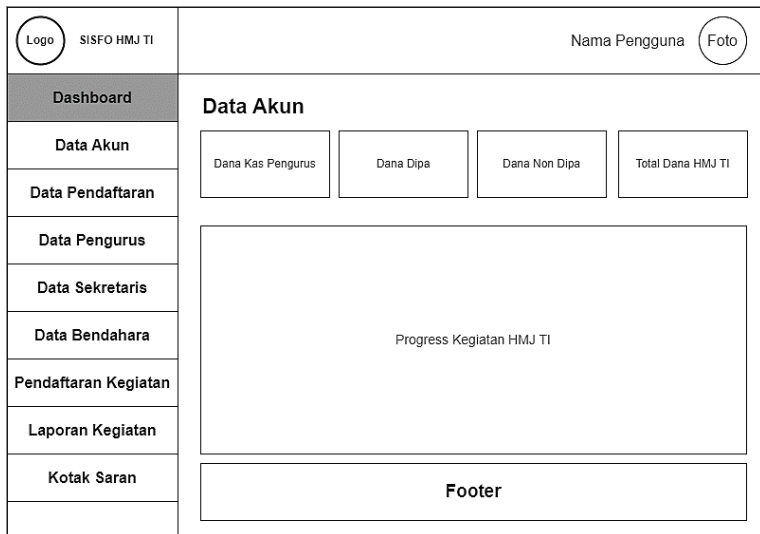 Logo
SISFO HMJ TI
Nama Pengguna
Foto
Dashboard
Data Akun
Data Pendaftaran
Data Pengurus
Data Sekretaris
Data Bendahara
Pendaftaran Kegiatan
Laporan Kegiatan
Kotak Saran
Data Akun
Dana Kas Pengurus
Dana Dipa
Dana Non Dipa
Total Dana HMJ TI
Progress Kegiatan HMJ TI
Footer